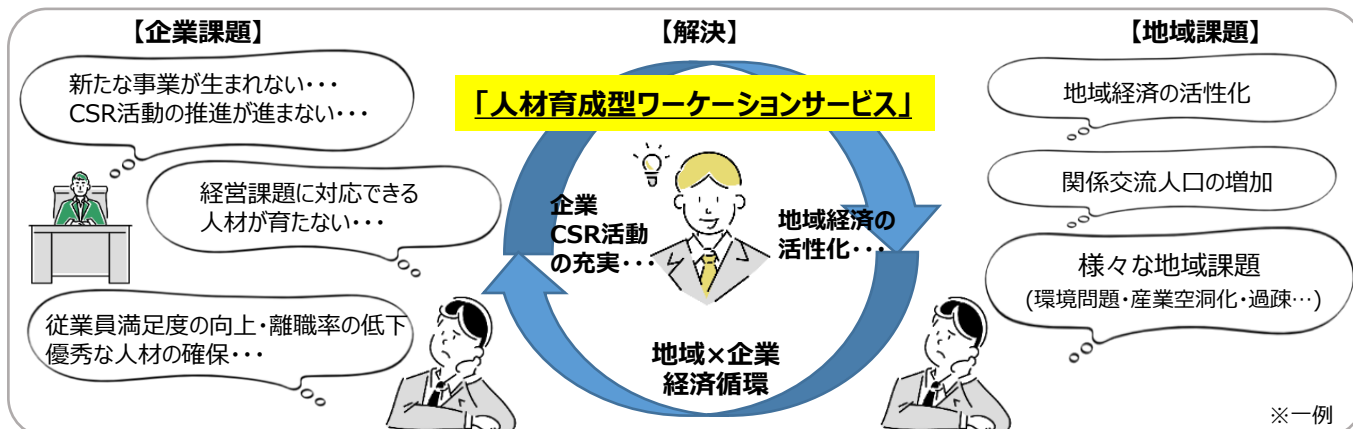 【企業課題】
新たな事業が生まれない・・・
CSR活動の推進が進まない・・・
経営課題に対応できる
人材が育たない・・・
従業員満足度の向上・離職率の低下
優秀な人材の確保・・・
【解決】
「人材育成型ワーケーションサービス」
企業
CSR活動
の充実・・・
地域経済の
活性化・・・
地域×企業
経済循環
【地域課題】
地域経済の活性化
関係交流人口の増加
様々な地域課題
(環境問題・産業空洞化・過疎…)
※一例